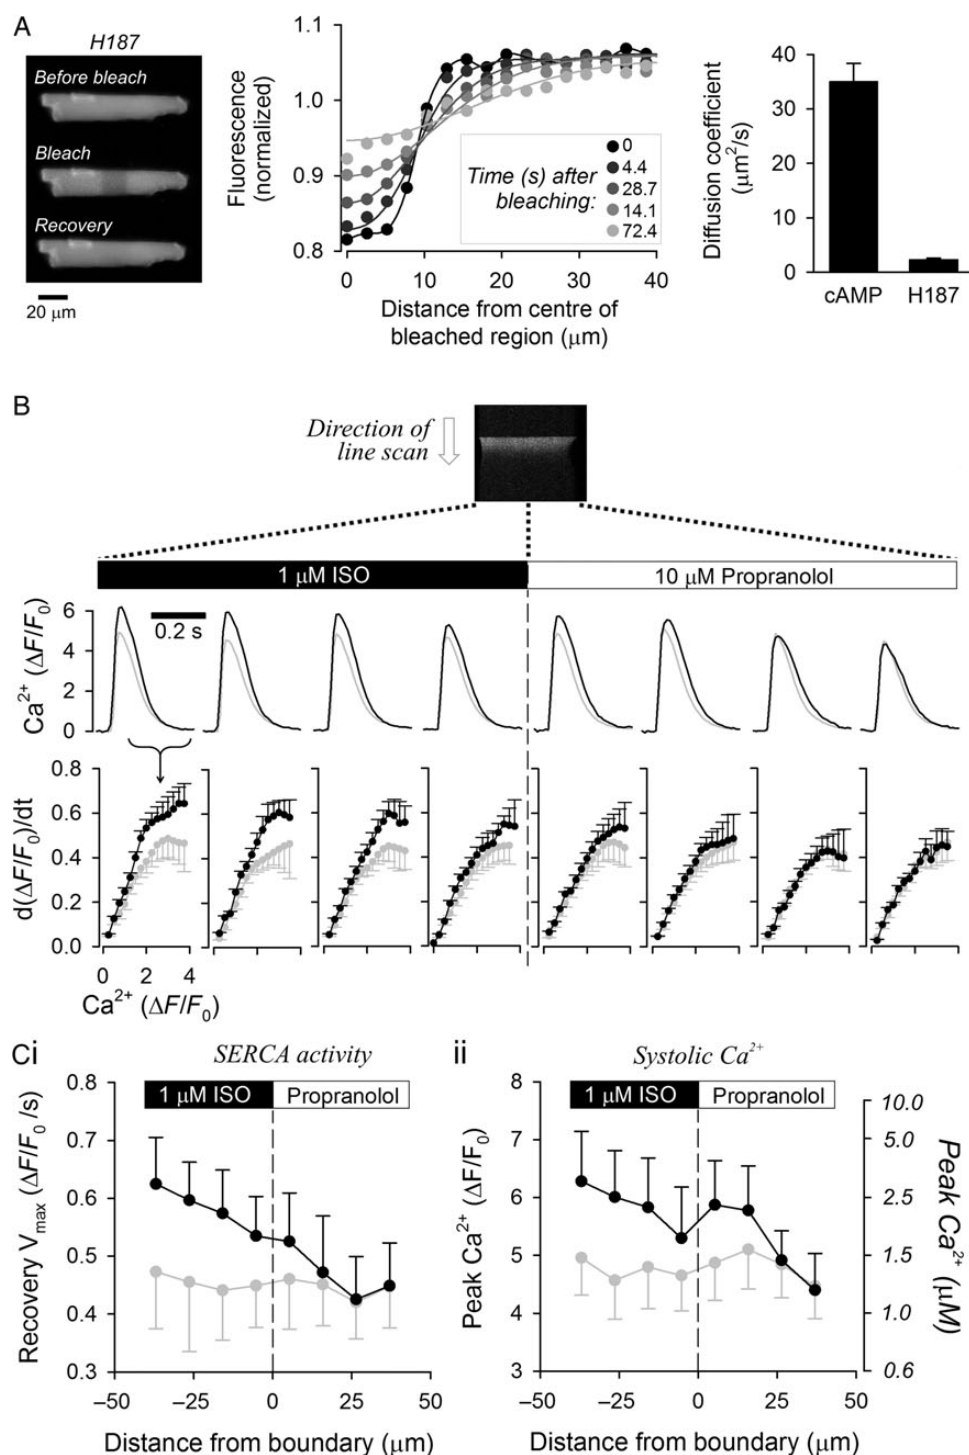 A
H187
Before bleach
Bleach
Recovery
20 μm
Fluorescence
(normalized)
1.1
1.0
0.9
0.8
Time (s) after
bleaching:
0
4.4
28.7
14.1
72.4
0 10 20 30 40
Distance from centre of
bleached region (μm)
Diffusion coefficient
(μm²/s)
40
30
20
10
0
cAMP H187
B
Direction of
line scan
1 μM ISO
10 μM Propranolol
Ca²⁺ (ΔF/F₀)
6
4
2
0
0.2 s
d(ΔF/F₀)/dt
0.8
0.6
0.4
0.2
0.0
0 2 4
Ca²⁺ (ΔF/F₀)
Ci
SERCA activity
1 μM ISO
Propranolol
Recovery Vmax (ΔF/F₀ /s)
0.8
0.7
0.6
0.5
0.4
0.3
−50 −25 0 25 50
Distance from boundary (μm)
ii
Systolic Ca²⁺
1 μM ISO
Propranolol
Peak Ca²⁺ (ΔF/F₀)
8
7
6
5
4
3
10.0
5.0
2.5
1.5
1.0
0.6
Peak Ca²⁺ (μM)
−50 −25 0 25 50
Distance from boundary (μm)